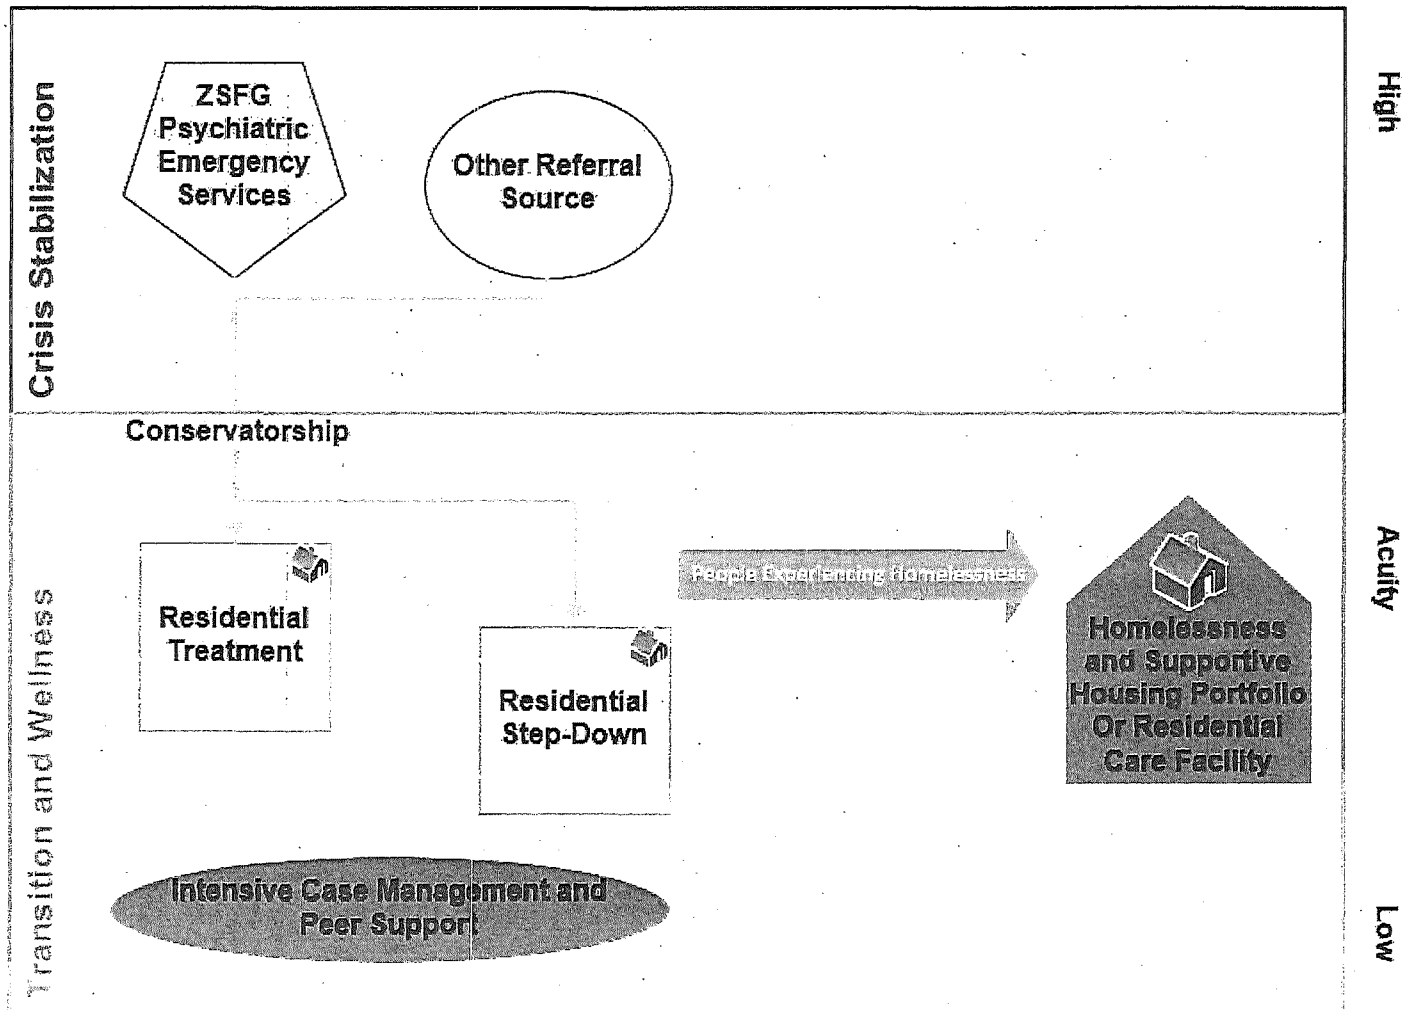 Crisis Stabilization
ZSFG
Psychiatric
Emergency
Services
Other Referral
Source
High
Conservatorship
Transition and Wellness
Residential
Treatment
Residential
Step-Down
People Experiencing Homelessness
Homelessness
and Supportive
Housing Portfolio
Or Residential
Care Facility
Acuity
Intensive Case Management and
Peer Support
Low